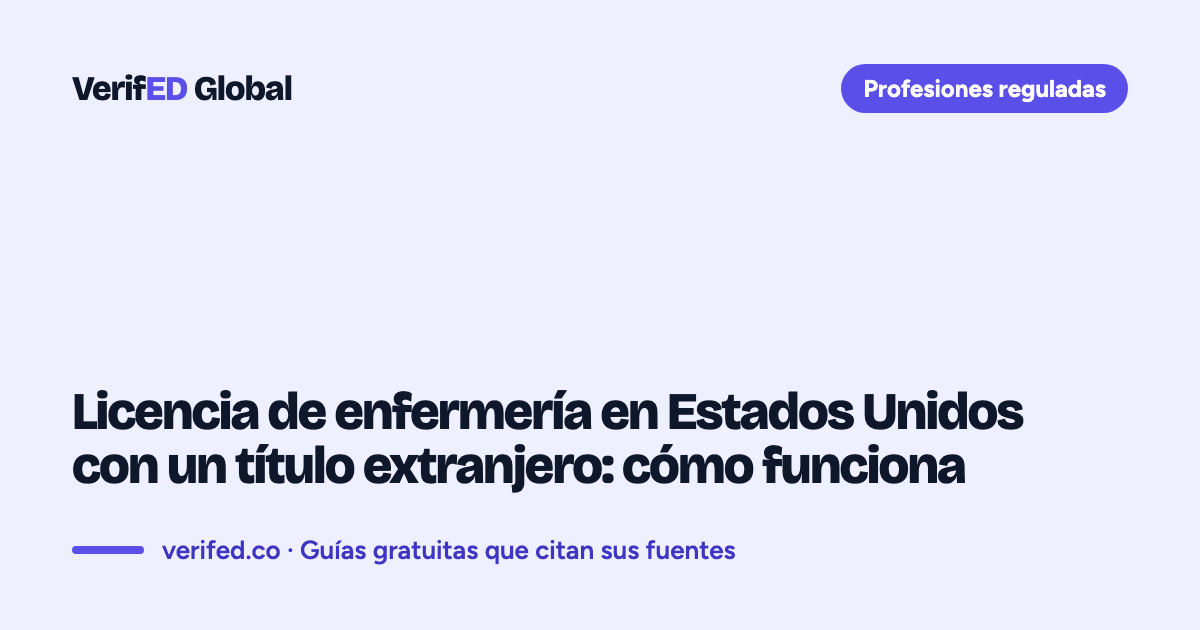 VerifED Global
Profesiones reguladas
Licencia de enfermería en Estados Unidos
con un título extranjero: cómo funciona
verifed.co · Guías gratuitas que citan sus fuentes